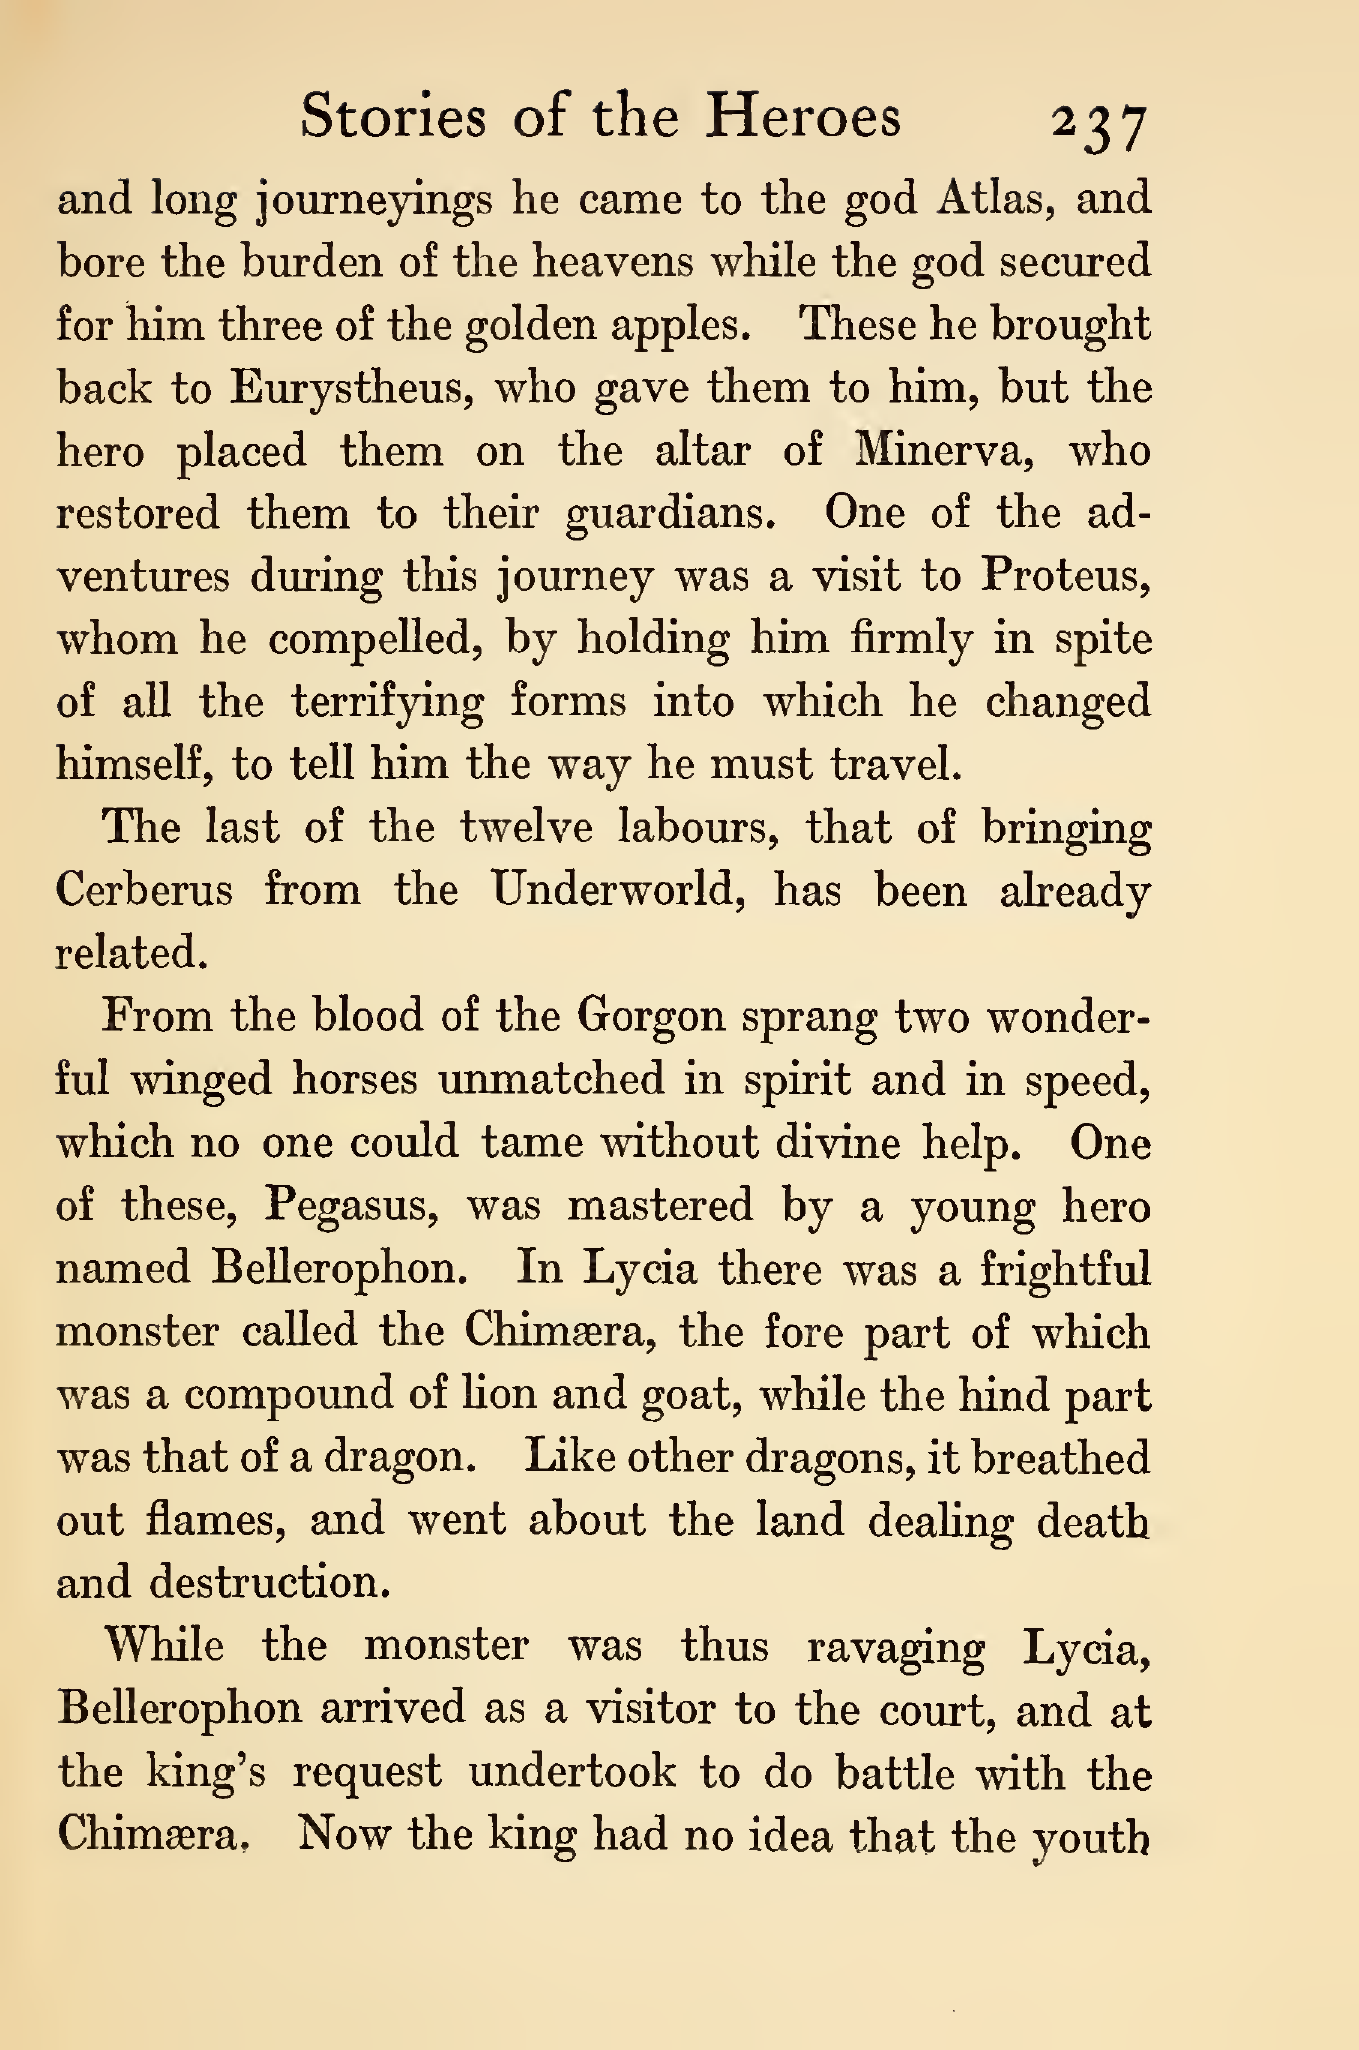 Stories of the Heroes 237
and long journeyings he came to the god Atlas, and
bore the burden of the heavens while the god secured
for him three of the golden apples. These he brought
back to Eurystheus, who gave them to him, but the
hero placed them on the altar of Minerva, who
restored them to their guardians. One of the ad-
ventures during this journey was a visit to Proteus,
whom he compelled, by holding him firmly in spite
of all the terrifying forms into which he changed
himself, to tell him the way he must travel.
The last of the twelve labours, that of bringing
Cerberus from the Underworld, has been already
related.
From the blood of the Gorgon sprang two wonder-
ful winged horses unmatched in spirit and in speed,
which no one could tame without divine help. One
of these, Pegasus, was mastered by a young hero
named Bellerophon. In Lycia there was a frightful
monster called the Chimæra, the fore part of which
was a compound of lion and goat, while the hind part
was that of a dragon. Like other dragons, it breathed
out flames, and went about the land dealing death
and destruction.
While the monster was thus ravaging Lycia,
Bellerophon arrived as a visitor to the court, and at
the king's request undertook to do battle with the
Chimæra. Now the king had no idea that the youth